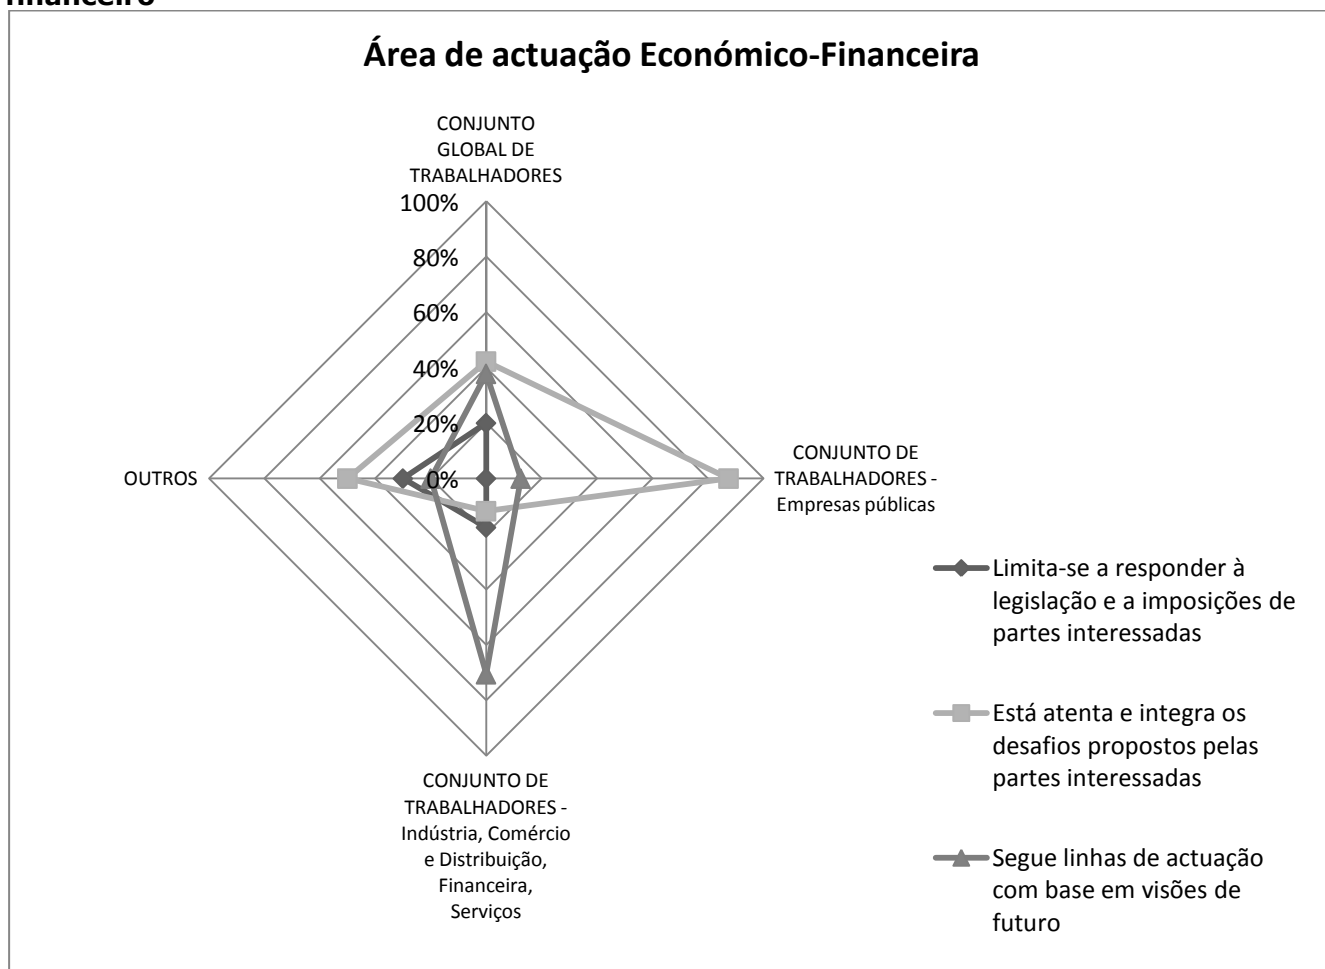 financeiro
Área de actuação Económico-Financeira
CONJUNTO
GLOBAL DE
TRABALHADORES
100%
80%
60%
40%
20%
0%
CONJUNTO DE
TRABALHADORES -
Empresas públicas
OUTROS
CONJUNTO DE
TRABALHADORES -
Indústria, Comércio
e Distribuição,
Financeira,
Serviços
Limita-se a responder à
legislação e a imposições de
partes interessadas
Está atenta e integra os
desafios propostos pelas
partes interessadas
Segue linhas de actuação
com base em visões de
futuro